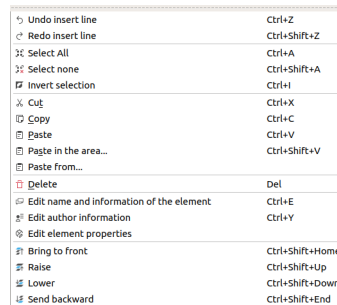 Undo insert line Ctrl+Z
Redo insert line Ctrl+Shift+Z
Select All Ctrl+A
Select none Ctrl+Shift+A
Invert selection Ctrl+I
Cut Ctrl+X
Copy Ctrl+C
Paste Ctrl+V
Paste in the area... Ctrl+Shift+V
Paste from...
Delete Del
Edit name and information of the element Ctrl+E
Edit author information Ctrl+Y
Edit element properties
Bring to front Ctrl+Shift+Home
Raise Ctrl+Shift+Up
Lower Ctrl+Shift+Down
Send backward Ctrl+Shift+End